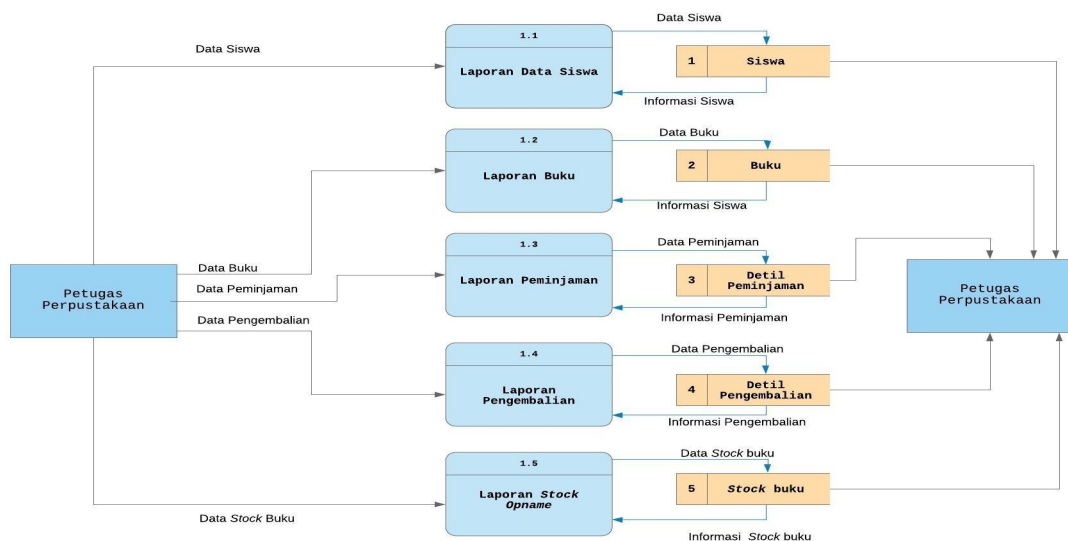 Data Siswa
1.1
Laporan Data Siswa
Data Siswa
1 Siswa
Informasi Siswa
1.2
Laporan Buku
Data Buku
2 Buku
Informasi Siswa
Petugas
Perpustakaan
Data Buku
Data Peminjaman
Data Pengembalian
1.3
Laporan Peminjaman
Data Peminjaman
3 Detil
Peminjaman
Informasi Peminjaman
Petugas
Perpustakaan
1.4
Laporan
Pengembalian
Data Pengembalian
4 Detil
Pengembalian
Informasi Pengembalian
Data Stock Buku
1.5
Laporan Stock
Opname
Data Stock buku
5 Stock buku
Informasi Stock buku